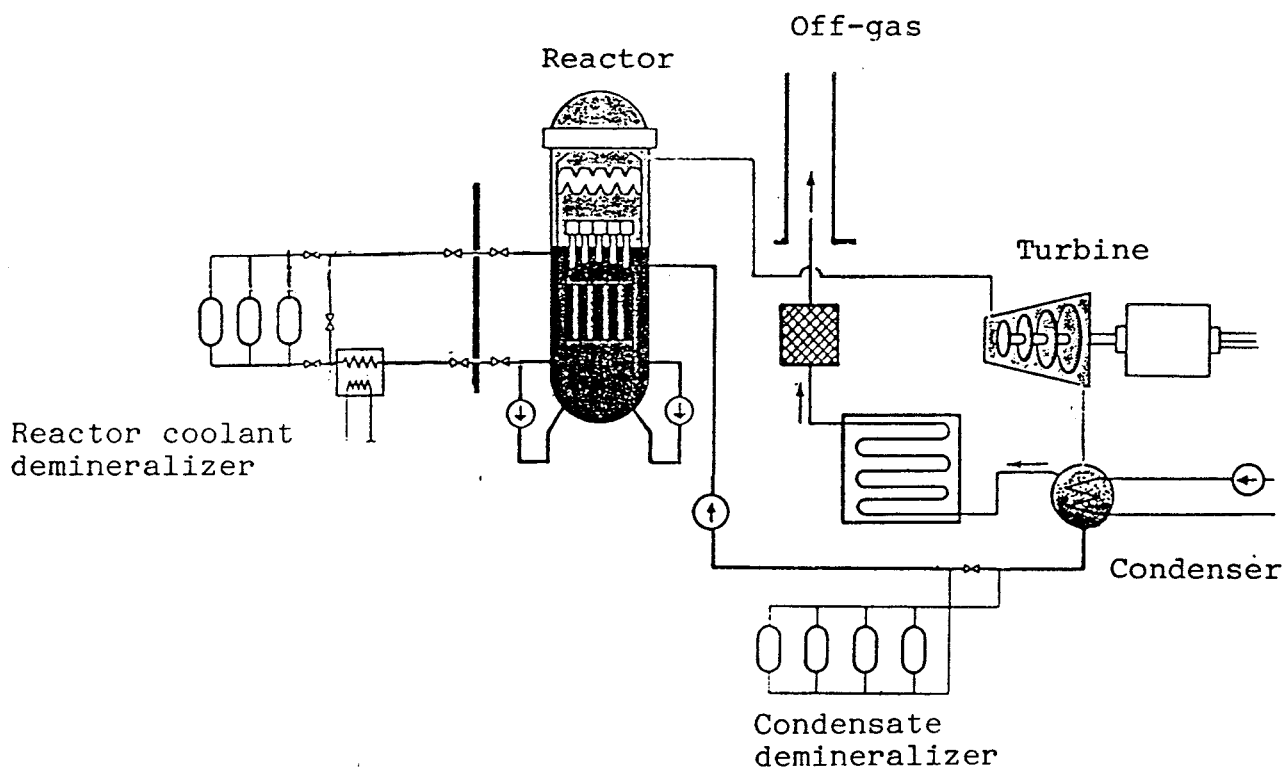 Off-gas
Reactor
Turbine
Reactor coolant
demineralizer
Condenser
Condensate
demineralizer